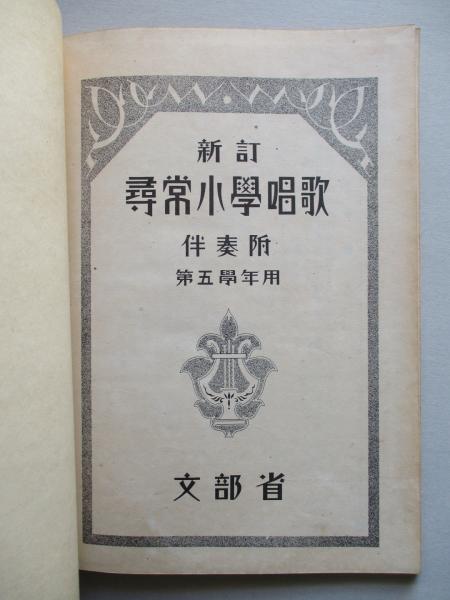 新訂
尋常小學唱歌
伴奏附
第五學年用
文部省